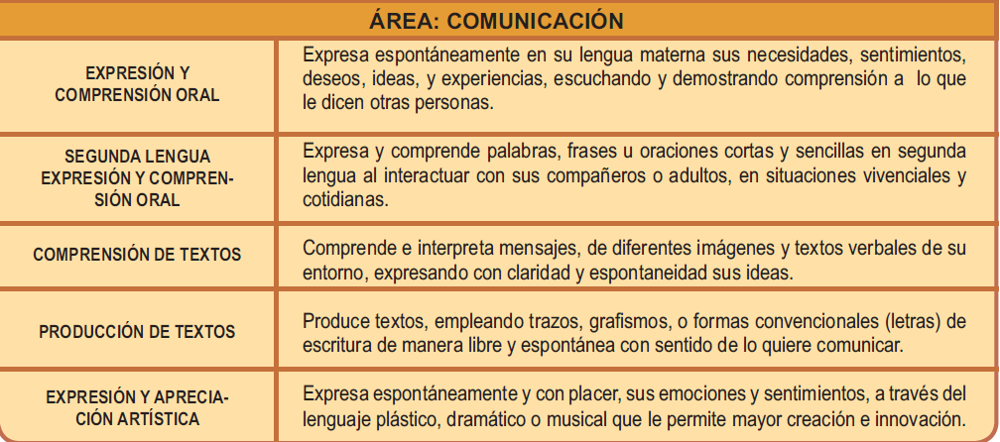 ÁREA: COMUNICACIÓN
EXPRESIÓN Y
COMPRENSIÓN ORAL
Expresa espontáneamente en su lengua materna sus necesidades, sentimientos,
deseos, ideas, y experiencias, escuchando y demostrando comprensión a lo que
le dicen otras personas.
SEGUNDA LENGUA
EXPRESIÓN Y COMPREN-
SIÓN ORAL
Expresa y comprende palabras, frases u oraciones cortas y sencillas en segunda
lengua al interactuar con sus compañeros o adultos, en situaciones vivenciales y
cotidianas.
COMPRENSIÓN DE TEXTOS
Comprende e interpreta mensajes, de diferentes imágenes y textos verbales de su
entorno, expresando con claridad y espontaneidad sus ideas.
PRODUCCIÓN DE TEXTOS
Produce textos, empleando trazos, grafismos, o formas convencionales (letras) de
escritura de manera libre y espontánea con sentido de lo quiere comunicar.
EXPRESIÓN Y APRECIA-
CIÓN ARTÍSTICA
Expresa espontáneamente y con placer, sus emociones y sentimientos, a través del
lenguaje plástico, dramático o musical que le permite mayor creación e innovación.